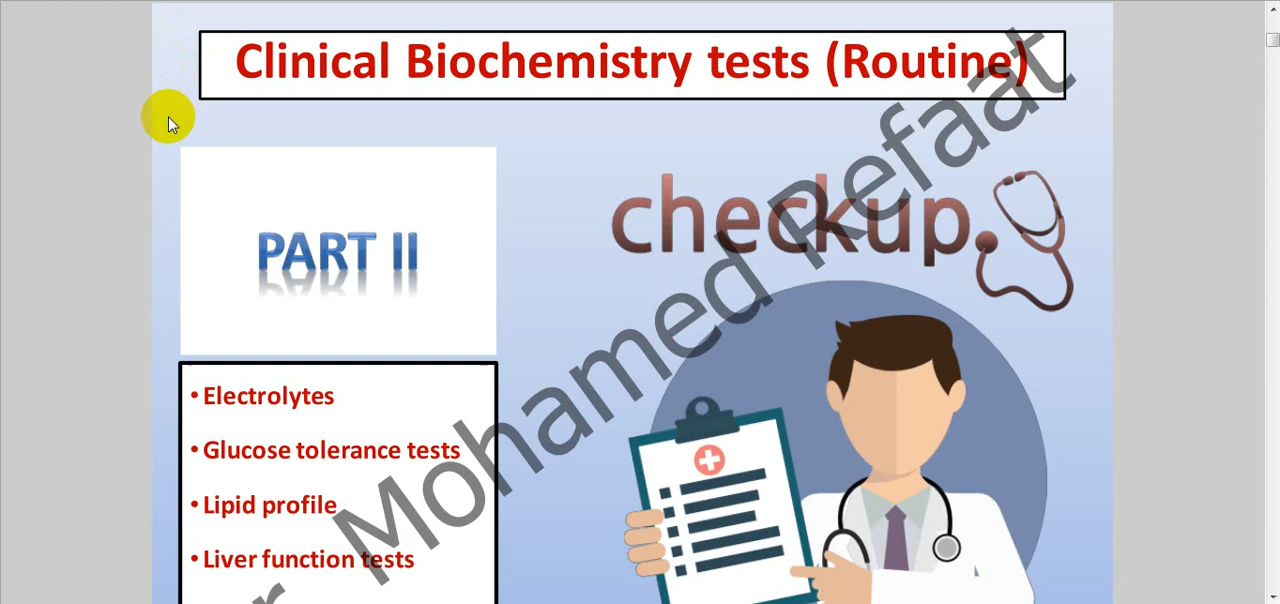 Clinical Biochemistry tests (Routine)
PART II
checkup
• Electrolytes
• Glucose tolerance tests
• Lipid profile
• Liver function tests
Mohamed Refaat